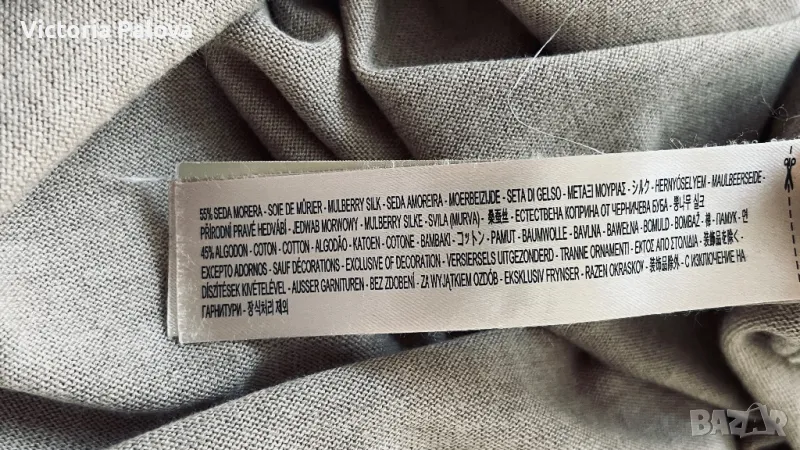 Victoria Palova
55% SEDA MORERA - SOIE DE MÛRIER - MULBERRY SILK - SEDA AMOREIRA - MOERBEIZIJDE - SETA DI GELSO - ΜΕΤΑΞΙ ΜΟΥΡΙΑΣ - シルク - HERNYÓSELYEM - MAULBEERSEIDE -
PŘÍRODNÍ PRAVÉ HEDVÁBÍ - JEDWAB MORWOWY - MULBERRY SILKE - SVILA (MURVA) - 桑蚕丝 - ЕСТЕСТВЕНА КОПРИНА ОТ ЧЕРНИЧЕВА БУБА - 뽕나무 실크
45% ALGODON - COTON - COTTON - ALGODÃO - KATOEN - COTONE - BAMBAKI - コットン - PAMUT - BAUMWOLLE - BAVLNA - BAWEŁNA - BOMULD - BOMBAŽ - 棉 - ПАМУК - 면
EXCEPTO ADORNOS - SAUF DÉCORATIONS - EXCLUSIVE OF DECORATION - VERSIERSELS UITGEZONDERD - TRANNE ORNAMENTI - ΕΚΤΟΣ ΑΠΟ ΣΤΟΛΙΔΙΑ - 装飾品を除く -
DÍSZÍTÉSEK KIVÉTELÉVEL - AUSSER GARNITUREN - BEZ ZDOBENÍ - ZA WYJĄTKIEM OZDÓB - EKSKLUSIV FRYNSER - RAZEN OKRASKOV - 装饰品除外 - С ИЗКЛЮЧЕНИЕ НА
ГАРНИТУРИ - 장식처리 제외
BAZAR